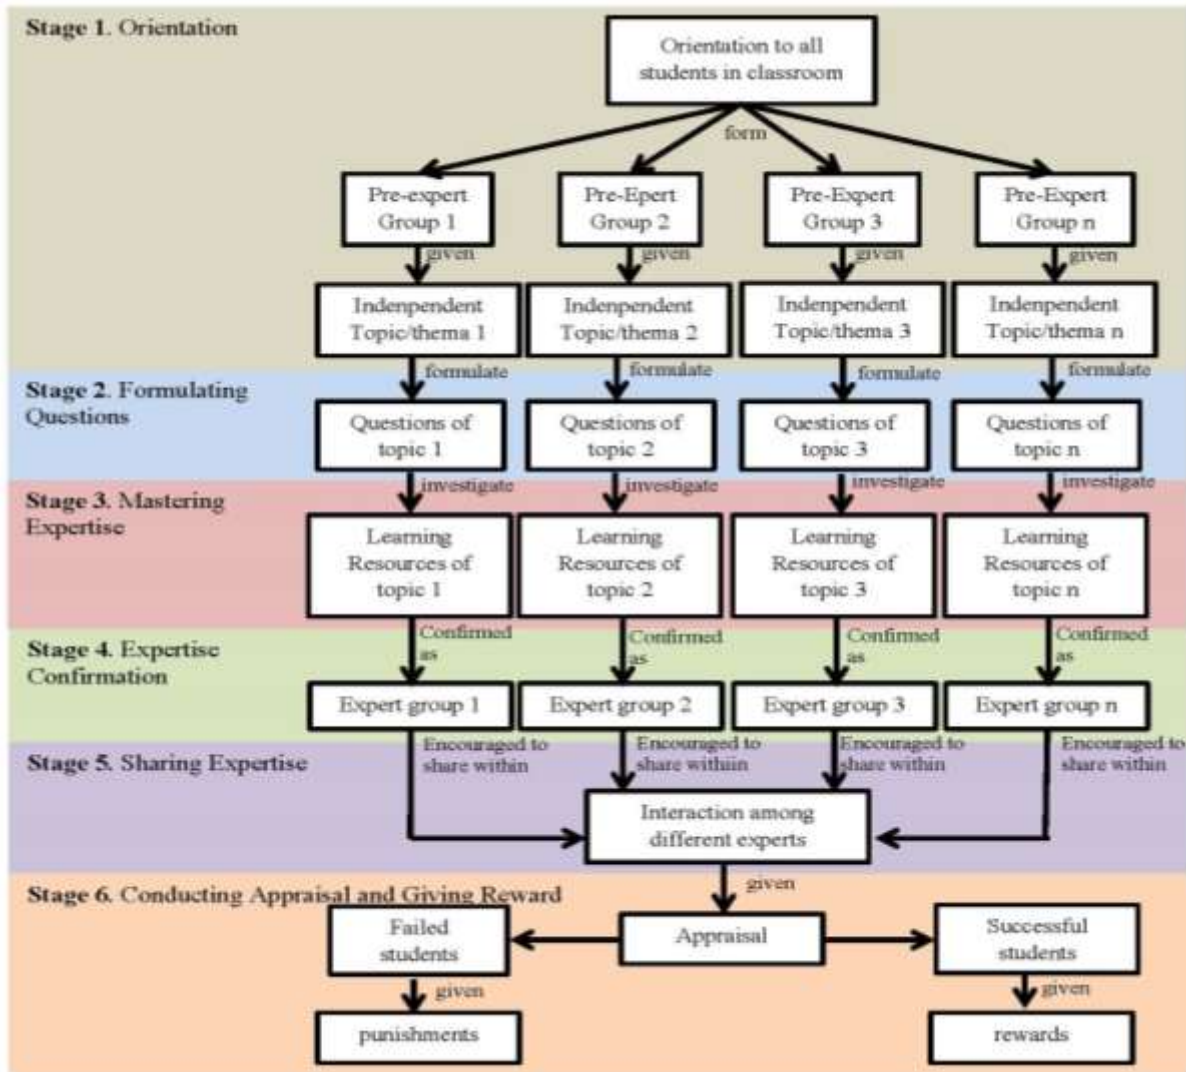 Stage 1. Orientation
Orientation to all
students in classroom
form
Pre-expert
Group 1
Pre-Epert
Group 2
Pre-Expert
Group 3
Pre-Expert
Group n
given
given
given
given
Indenpendent
Topic/thema 1
Indenpendent
Topic/thema 2
Indenpendent
Topic/thema 3
Indenpendent
Topic/thema n
formulate
formulate
formulate
formulate
Stage 2. Formulating
Questions
Questions of
topic 1
Questions of
topic 2
Questions of
topic 3
Questions of
topic n
investigate
investigate
investigate
investigate
Stage 3. Mastering
Expertise
Learning
Resources of
topic 1
Learning
Resources of
topic 2
Learning
Resources of
topic 3
Learning
Resources of
topic n
Confirmed
as
Confirmed
as
Confirmed
as
Confirmed
as
Stage 4. Expertise
Confirmation
Expert group 1
Expert group 2
Expert group 3
Expert group n
Encouraged to
share within
Encouraged to
share withiin
Encouraged to
share within
Encouraged to
share within
Stage 5. Sharing Expertise
Interaction among
different experts
given
Stage 6. Conducting Appraisal and Giving Reward
Failed
students
Appraisal
Successful
students
given
given
punishments
rewards